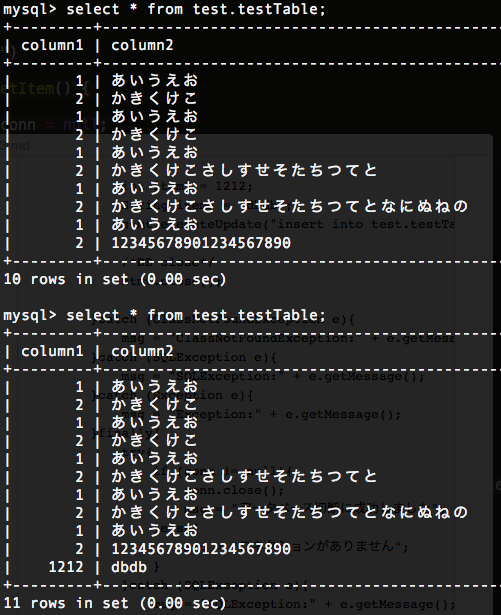 mysql> select * from test.testTable;
+---------+--------------------------------------------
| column1 | column2
+---------+--------------------------------------------
|       1 | あいうえお
|       2 | かきくけこ
|       1 | あいうえお
|       2 | かきくけこ
|       1 | あいうえお
|       2 | かきくけこさしすせそたちつてと
|       1 | あいうえお
|       2 | かきくけこさしすせそたちつてとなにぬねの
|       1 | あいうえお
|       2 | 12345678901234567890
+---------+--------------------------------------------
10 rows in set (0.00 sec)
mysql> select * from test.testTable;
+---------+--------------------------------------------
| column1 | column2
+---------+--------------------------------------------
|       1 | あいうえお
|       2 | かきくけこ
|       1 | あいうえお
|       2 | かきくけこ
|       1 | あいうえお
|       2 | かきくけこさしすせそたちつてと
|       1 | あいうえお
|       2 | かきくけこさしすせそたちつてとなにぬねの
|       1 | あいうえお
|       2 | 12345678901234567890
|    1212 | dbdb
+---------+--------------------------------------------
11 rows in set (0.00 sec)